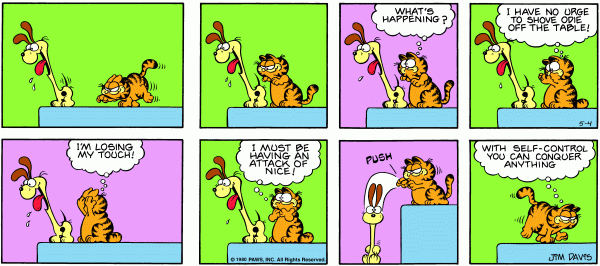 WHAT'S
HAPPENING?
I HAVE NO URGE
TO SHOVE ODIE
OFF THE TABLE!
5-4
I'M LOSING
MY TOUCH!
I MUST BE
HAVING AN
ATTACK OF
NICE!
© 1980 PAWS, INC. All Rights Reserved.
PUSH
WITH SELF-CONTROL
YOU CAN CONQUER
ANYTHING
JIM DAVIS